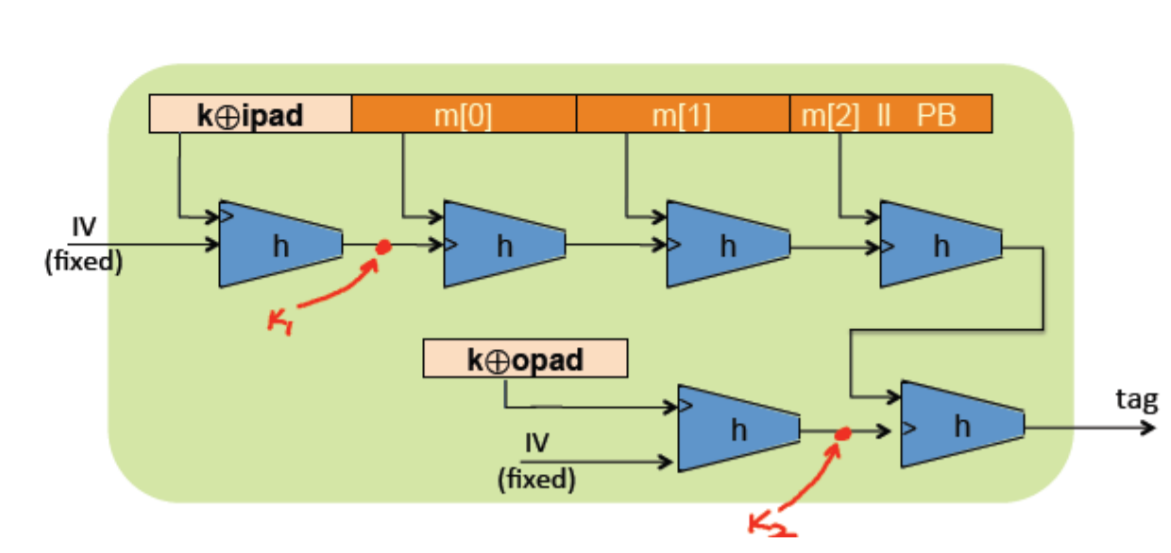 k⊕ipad m[0] m[1] m[2] II PB
IV
(fixed)
h h h h
K₁
k⊕opad
tag
h h
IV
(fixed)
K₂